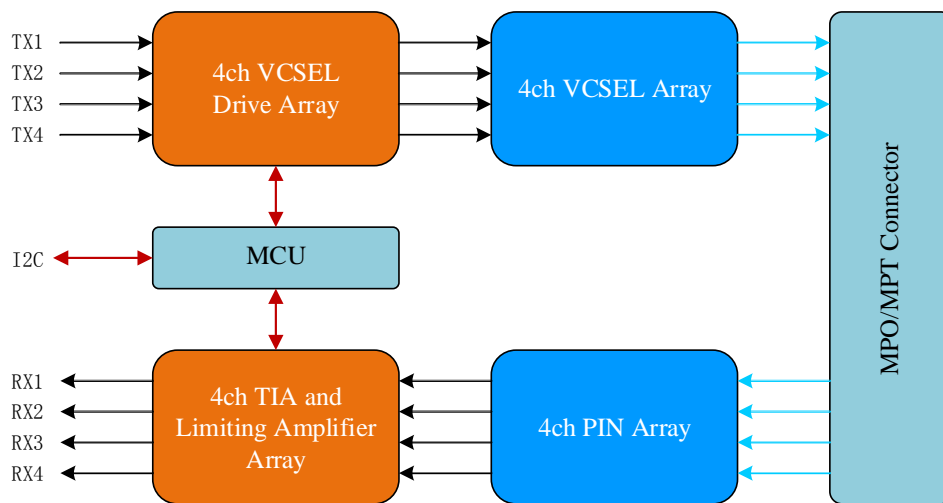 TX1
TX2
TX3
TX4
4ch VCSEL
Drive Array
4ch VCSEL Array
MPO/MPT Connector
I2C
MCU
RX1
RX2
RX3
RX4
4ch TIA and
Limiting Amplifier
Array
4ch PIN Array